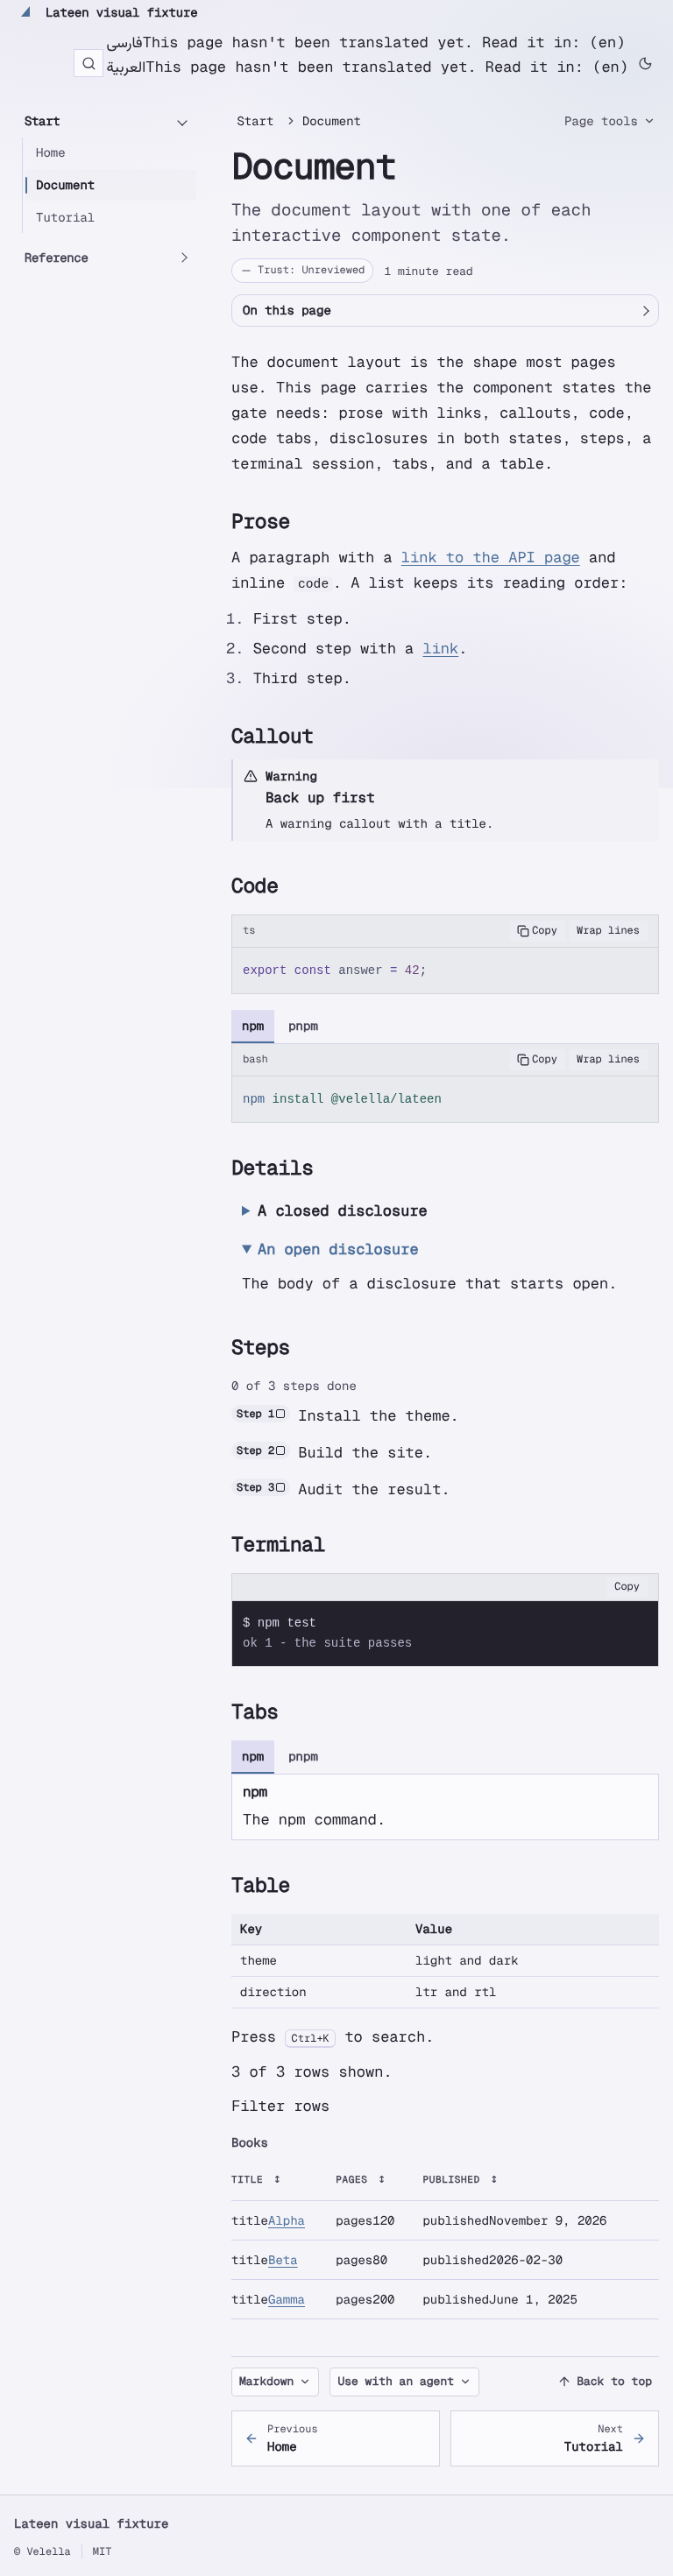 Lateen visual fixture
فارسیThis page hasn't been translated yet. Read it in: (en)
العربيةThis page hasn't been translated yet. Read it in: (en)
Start
Home
Document
Tutorial
Reference
Start > Document
Page tools
Document
The document layout with one of each
interactive component state.
— Trust: Unreviewed
1 minute read
On this page
The document layout is the shape most pages
use. This page carries the component states the
gate needs: prose with links, callouts, code,
code tabs, disclosures in both states, steps, a
terminal session, tabs, and a table.
Prose
A paragraph with a link to the API page and
inline code. A list keeps its reading order:
1. First step.
2. Second step with a link.
3. Third step.
Callout
Warning
Back up first
A warning callout with a title.
Code
ts
Copy
Wrap lines
export const answer = 42;
npm
pnpm
bash
Copy
Wrap lines
npm install @velella/lateen
Details
A closed disclosure
An open disclosure
The body of a disclosure that starts open.
Steps
0 of 3 steps done
Step 1 Install the theme.
Step 2 Build the site.
Step 3 Audit the result.
Terminal
Copy
$ npm test
ok 1 - the suite passes
Tabs
npm
pnpm
npm
The npm command.
Table
Key Value
theme light and dark
direction ltr and rtl
Press Ctrl+K to search.
3 of 3 rows shown.
Filter rows
Books
TITLE ↕ PAGES ↕ PUBLISHED ↕
titleAlpha pages120 publishedNovember 9, 2026
titleBeta pages80 published2026-02-30
titleGamma pages200 publishedJune 1, 2025
Markdown
Use with an agent
↑ Back to top
Previous
← Home
Next
Tutorial →
Lateen visual fixture
© Velella
MIT